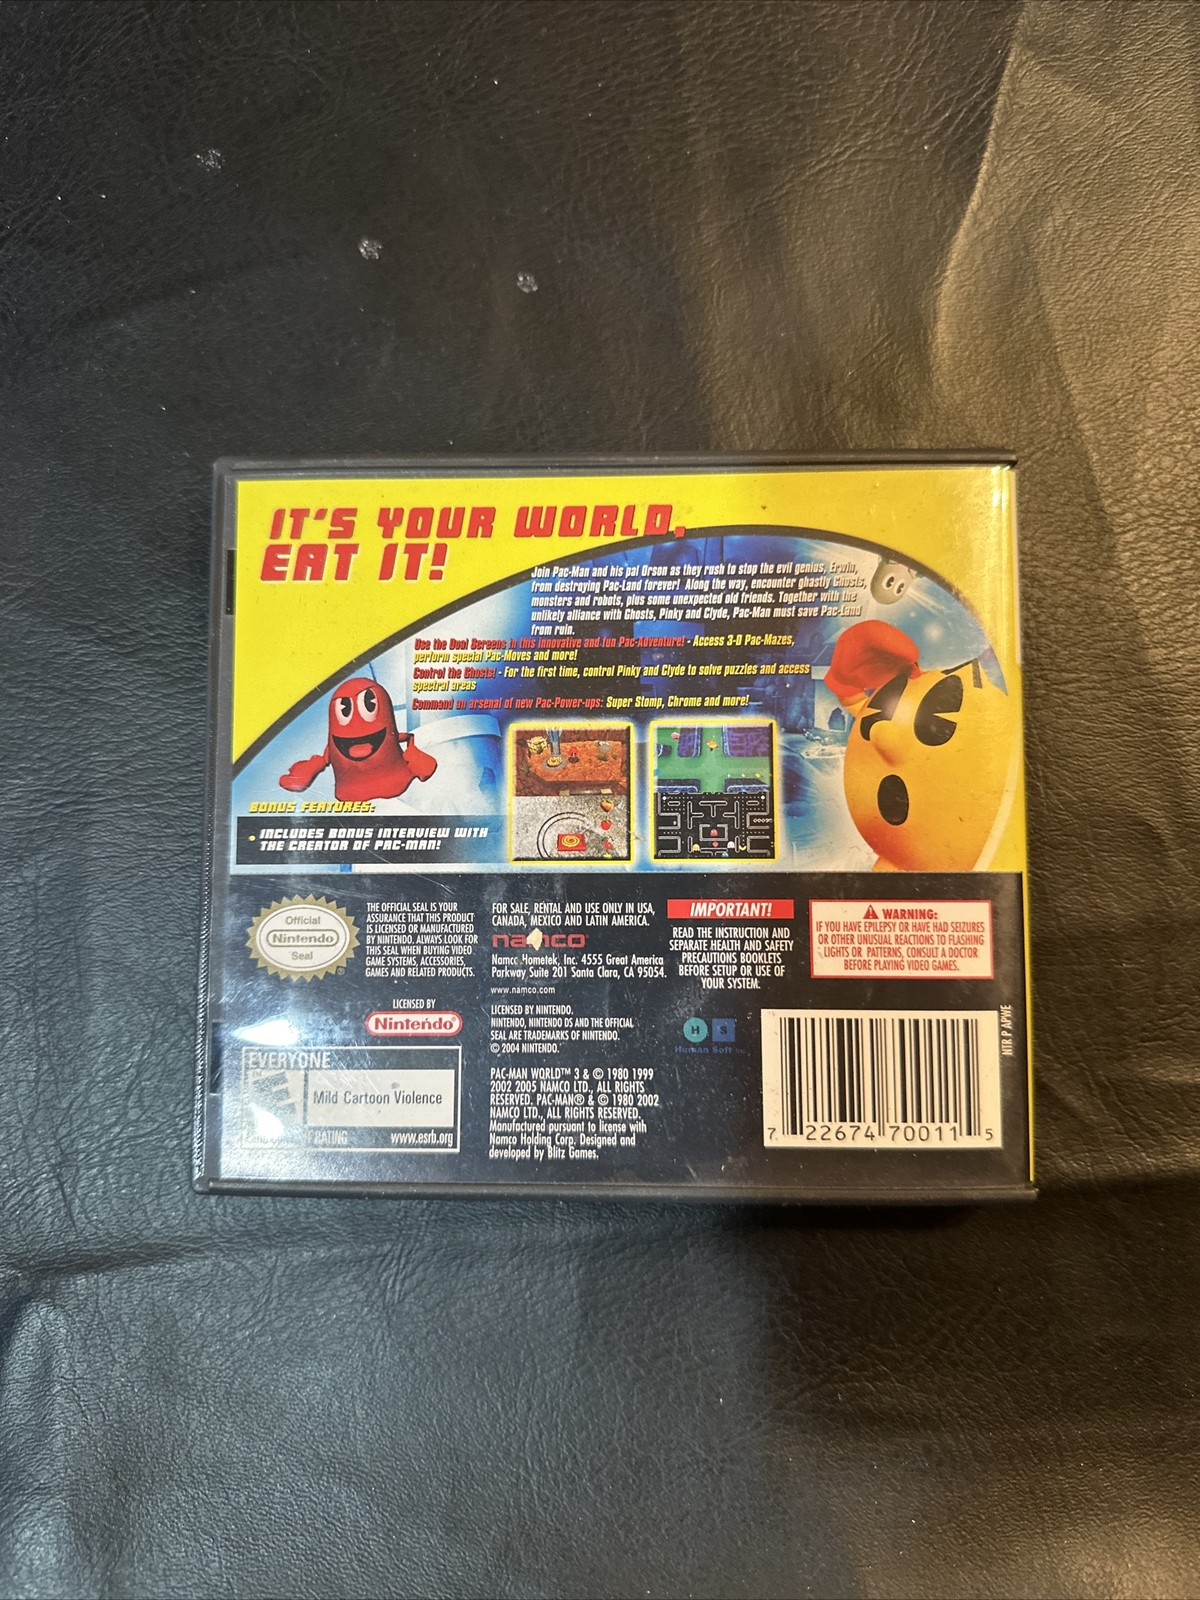 IT'S YOUR WORLD,
EAT IT!
Join Pac-Man and his pal Orson as they rush to stop the evil genius, Erwin,
from destroying Pac-Land forever! Along the way, encounter ghastly Ghosts,
monsters and robots, plus some unexpected old friends. Together with the
unlikely alliance with Ghosts, Pinky and Clyde, Pac-Man must save Pac-Land
from ruin.
Use the Dual Screens in this innovative and fun Pac-Adventure! - Access 3-D Pac-Mazes,
perform special Pac-Moves and more!
Control the Ghosts! - For the first time, control Pinky and Clyde to solve puzzles and access
spectral areas
Command an arsenal of new Pac-Power-ups: Super Stomp, Chrome and more!
BONUS FEATURES:
• INCLUDES BONUS INTERVIEW WITH
THE CREATOR OF PAC-MAN!
Official
Nintendo
Seal
®
THE OFFICIAL SEAL IS YOUR
ASSURANCE THAT THIS PRODUCT
IS LICENSED OR MANUFACTURED
BY NINTENDO. ALWAYS LOOK FOR
THIS SEAL WHEN BUYING VIDEO
GAME SYSTEMS, ACCESSORIES,
GAMES AND RELATED PRODUCTS.
LICENSED BY
Nintendo®
EVERYONE
Mild Cartoon Violence
RATING
www.esrb.org
FOR SALE, RENTAL AND USE ONLY IN USA,
CANADA, MEXICO AND LATIN AMERICA.
namco®
Namco Hometek, Inc. 4555 Great America
Parkway Suite 201 Santa Clara, CA 95054.
www.namco.com
LICENSED BY NINTENDO.
NINTENDO, NINTENDO DS AND THE OFFICIAL
SEAL ARE TRADEMARKS OF NINTENDO.
© 2004 NINTENDO.
PAC-MAN WORLD™ 3 & © 1980 1999
2002 2005 NAMCO LTD., ALL RIGHTS
RESERVED. PAC-MAN® & © 1980 2002
NAMCO LTD., ALL RIGHTS RESERVED.
Manufactured pursuant to license with
Namco Holding Corp. Designed and
developed by Blitz Games.
IMPORTANT!
READ THE INSTRUCTION AND
SEPARATE HEALTH AND SAFETY
PRECAUTIONS BOOKLETS
BEFORE SETUP OR USE OF
YOUR SYSTEM.
H S
Human Soft Inc.
WARNING:
IF YOU HAVE EPILEPSY OR HAVE HAD SEIZURES
OR OTHER UNUSUAL REACTIONS TO FLASHING
LIGHTS OR PATTERNS, CONSULT A DOCTOR
BEFORE PLAYING VIDEO GAMES.
NTR P APWE
7 22674 70011 5